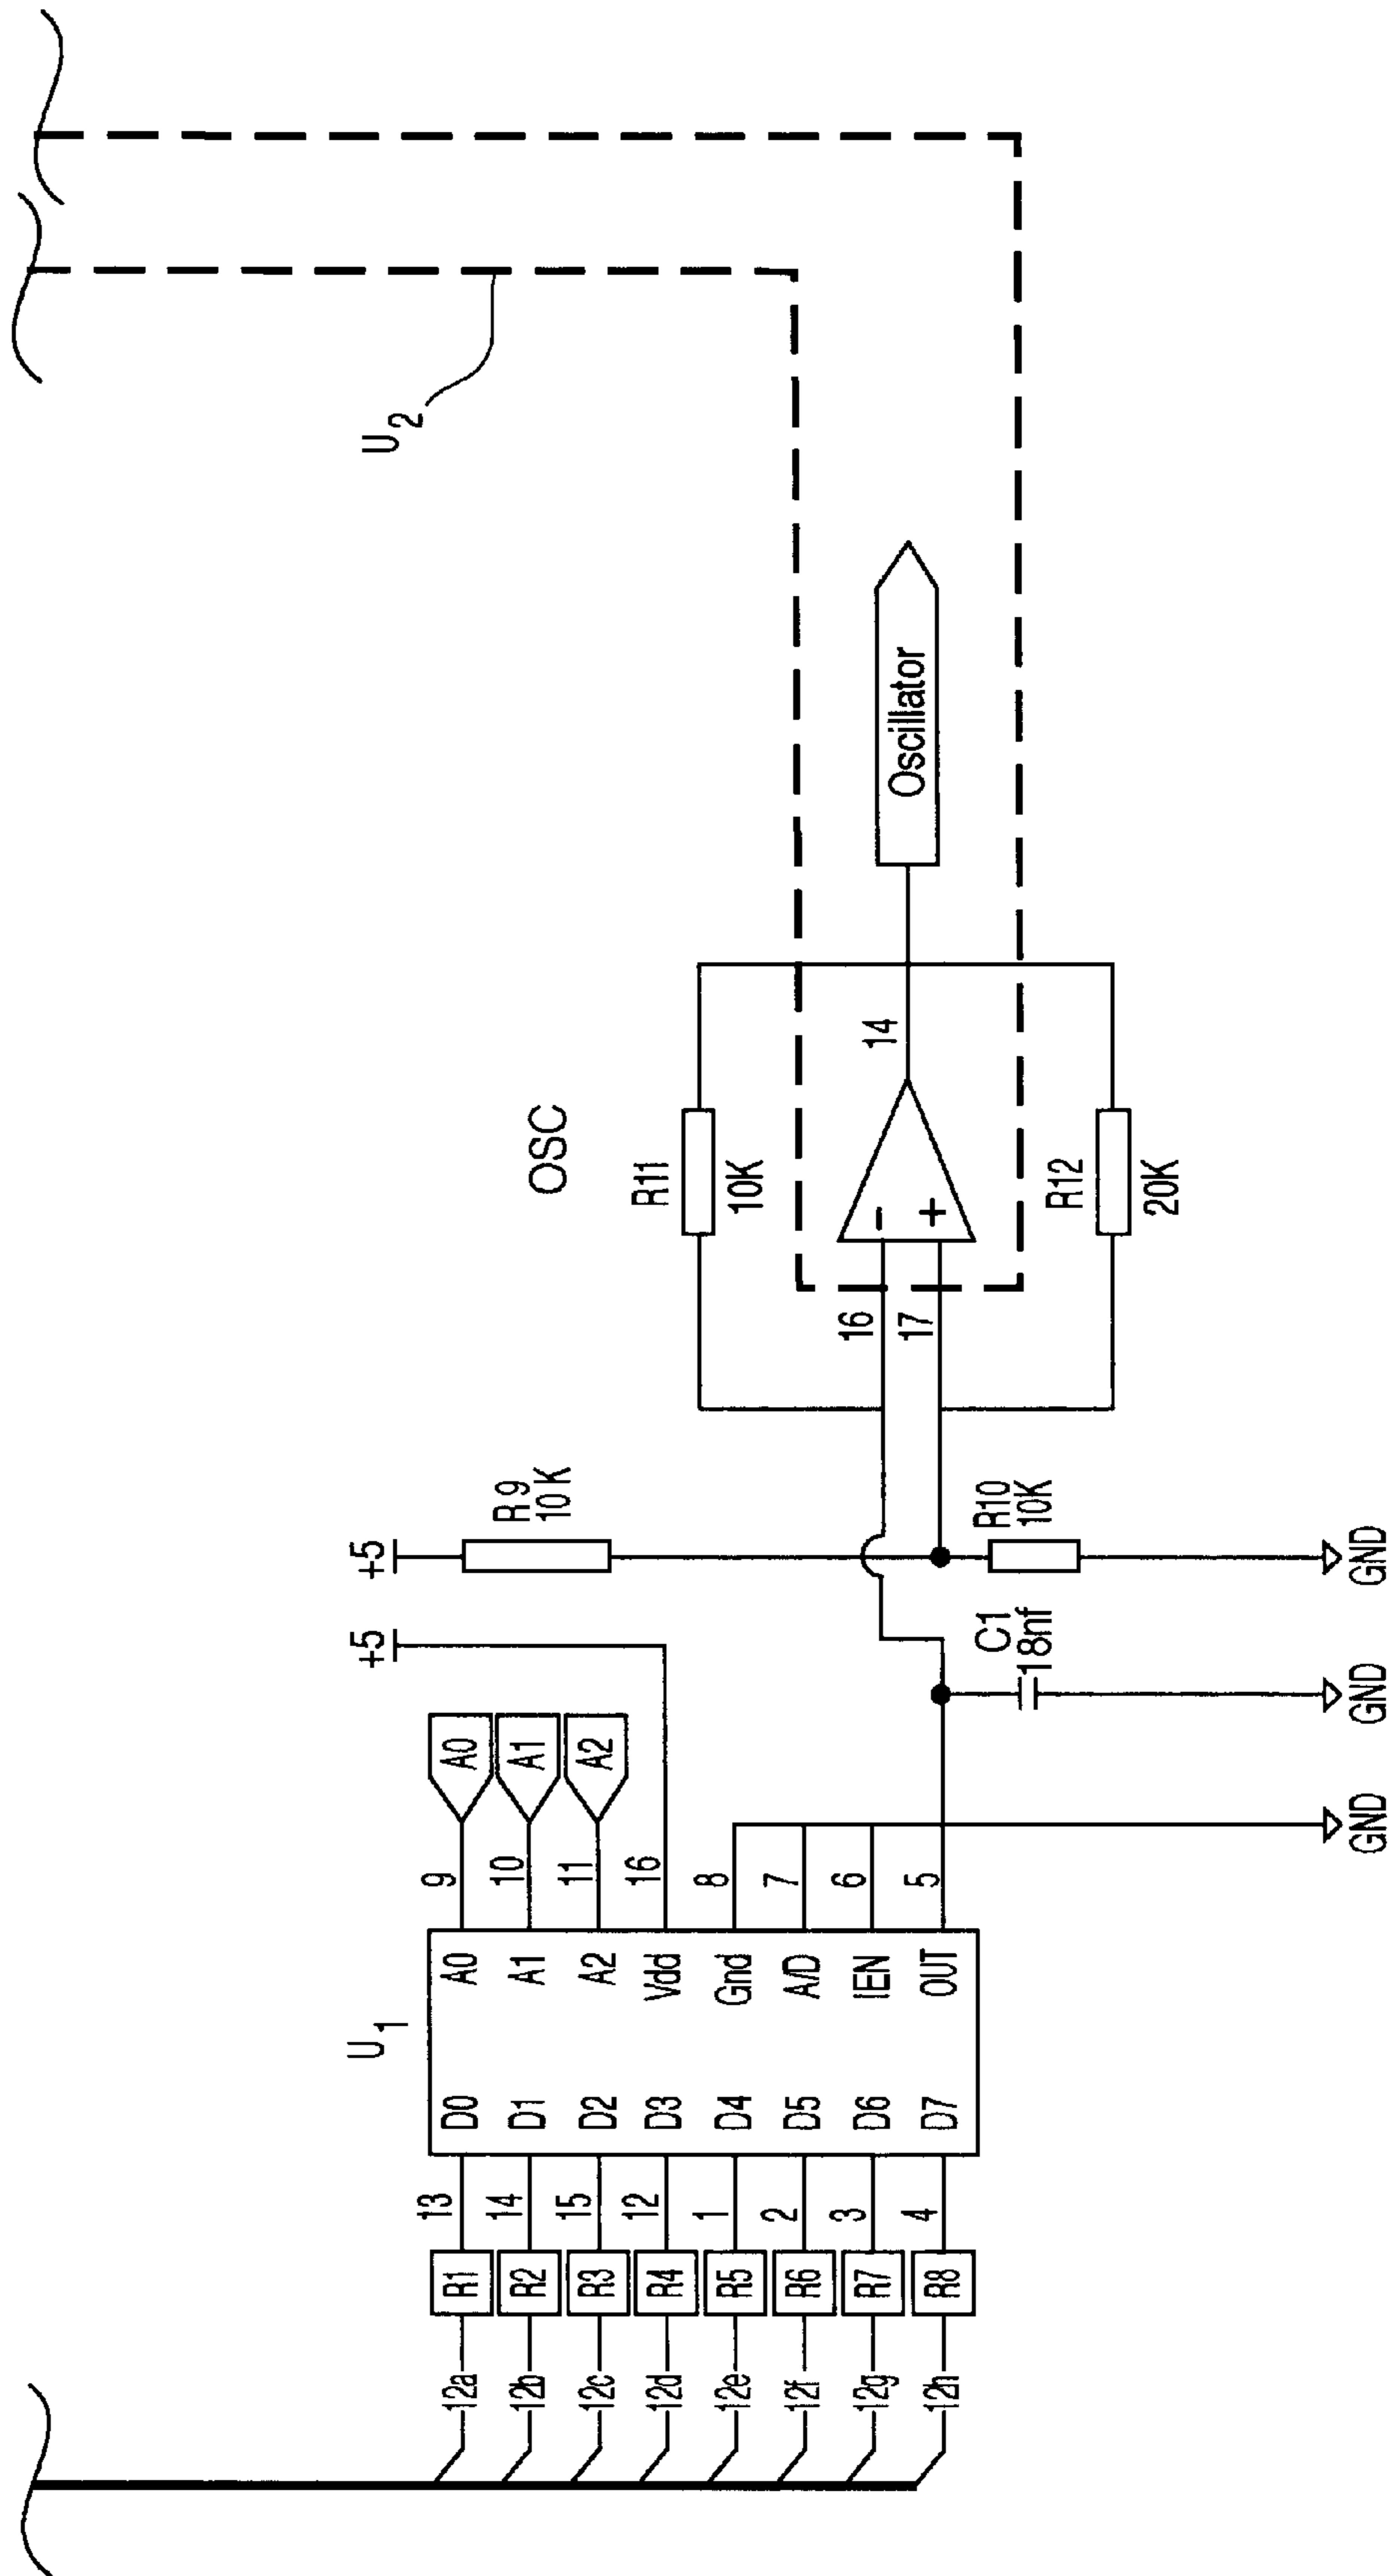 U2
U1
OSC
+5
+5
R9
10K
R11
10K
A0
A1
A2
12a
R1
13
D0
A0
9
12b
R2
14
D1
A1
10
12c
R3
15
D2
A2
11
12d
R4
12
D3
Vdd
16
12e
R5
1
D4
Gnd
8
12f
R6
2
D5
A/D
7
12g
R7
3
D6
IEN
6
12h
R8
4
D7
OUT
5
16
17
-
+
14
Oscillator
C1
18nf
R10
10K
R12
20K
GND
GND
GND